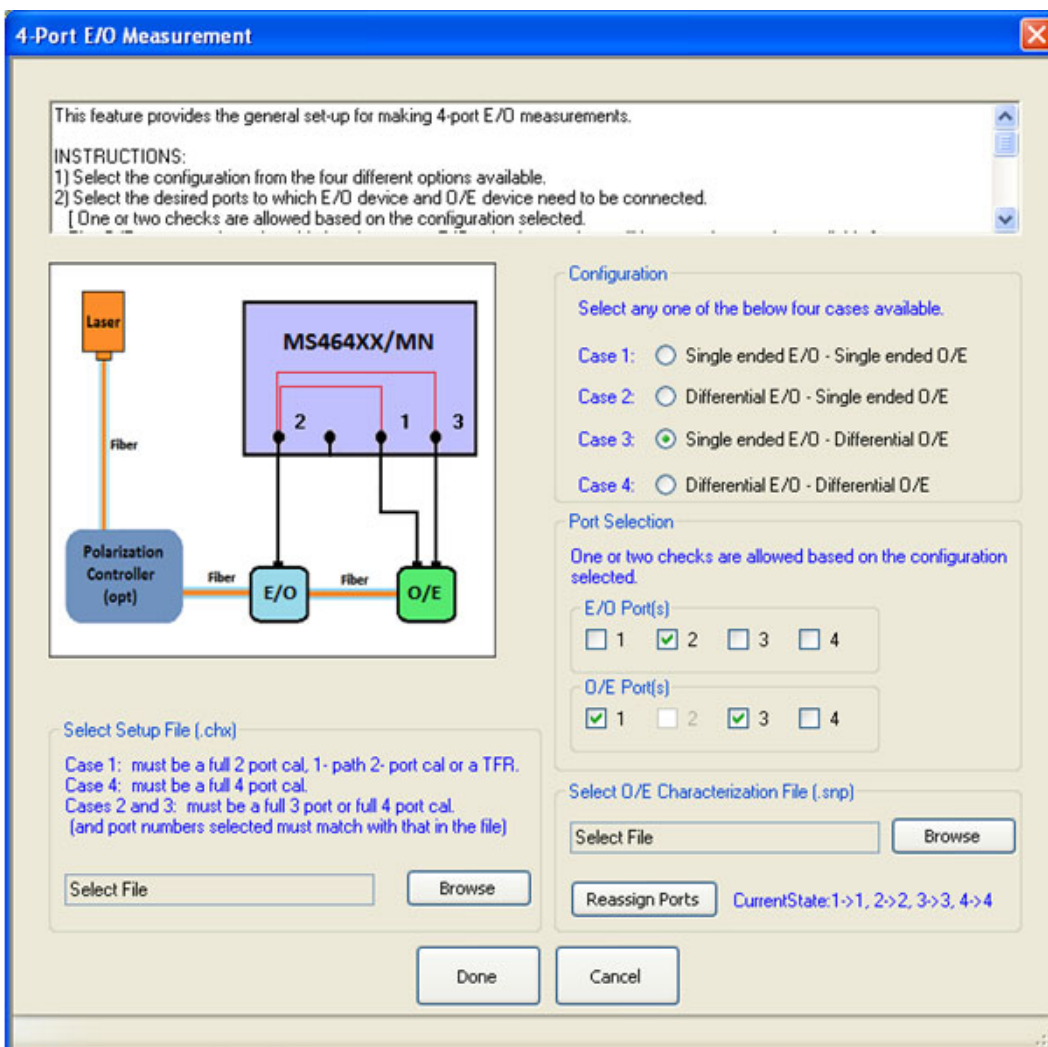 4-Port E/O Measurement
This feature provides the general set-up for making 4-port E/O measurements.
INSTRUCTIONS:
1) Select the configuration from the four different options available.
2) Select the desired ports to which E/O device and O/E device need to be connected.
[ One or two checks are allowed based on the configuration selected.
Laser
Fiber
MS464XX/MN
2 1 3
Polarization
Controller
(opt)
Fiber
E/O
Fiber
O/E
Configuration
Select any one of the below four cases available.
Case 1: Single ended E/O - Single ended O/E
Case 2: Differential E/O - Single ended O/E
Case 3: Single ended E/O - Differential O/E
Case 4: Differential E/O - Differential O/E
Port Selection
One or two checks are allowed based on the configuration
selected.
E/O Port(s)
1 2 3 4
O/E Port(s)
1 2 3 4
Select Setup File (.chx)
Case 1: must be a full 2 port cal, 1- path 2- port cal or a TFR.
Case 4: must be a full 4 port cal.
Cases 2 and 3: must be a full 3 port or full 4 port cal.
(and port numbers selected must match with that in the file)
Select File
Browse
Select O/E Characterization File (.snp)
Select File
Browse
Reassign Ports
CurrentState:1->1, 2->2, 3->3, 4->4
Done
Cancel